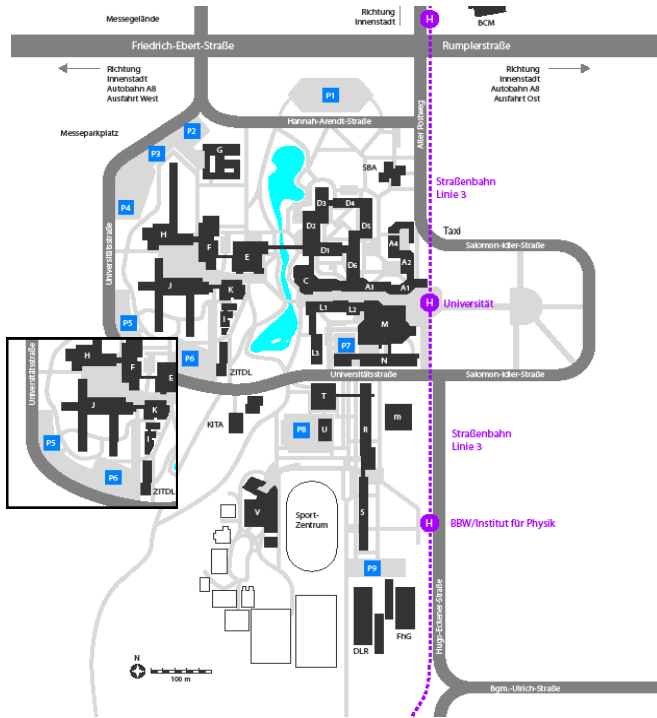 Messegelände
Richtung
Innenstadt
H
BCM
Friedrich-Ebert-Straße
Rumplerstraße
Richtung
Innenstadt
Autobahn A8
Ausfahrt West
Richtung
Innenstadt
Autobahn A8
Ausfahrt Ost
P1
Hannah-Arendt-Straße
Alter Postweg
Messeparkplatz
P2
P3
G
SBA
Straßenbahn
Linie 3
P4
D3
D4
H
F
D2
D5
A4
Taxi
Salomon-Idler-Straße
E
D1
D6
A2
Universitätsstraße
J
K
C
A3
A1
H
Universität
I
L1
L2
M
P5
P7
L3
N
P6
ZITDL
Universitätsstraße
Salomon-Idler-Straße
Universitätsstraße
H
F
E
J
K
I
P5
P6
ZITDL
KITA
T
P8
U
R
m
Straßenbahn
Linie 3
V
Sport-
Zentrum
S
H
BBW/Institut für Physik
P9
DLR
FhG
Hugo-Eckener-Straße
N
100 m
Bgm.-Ulrich-Straße